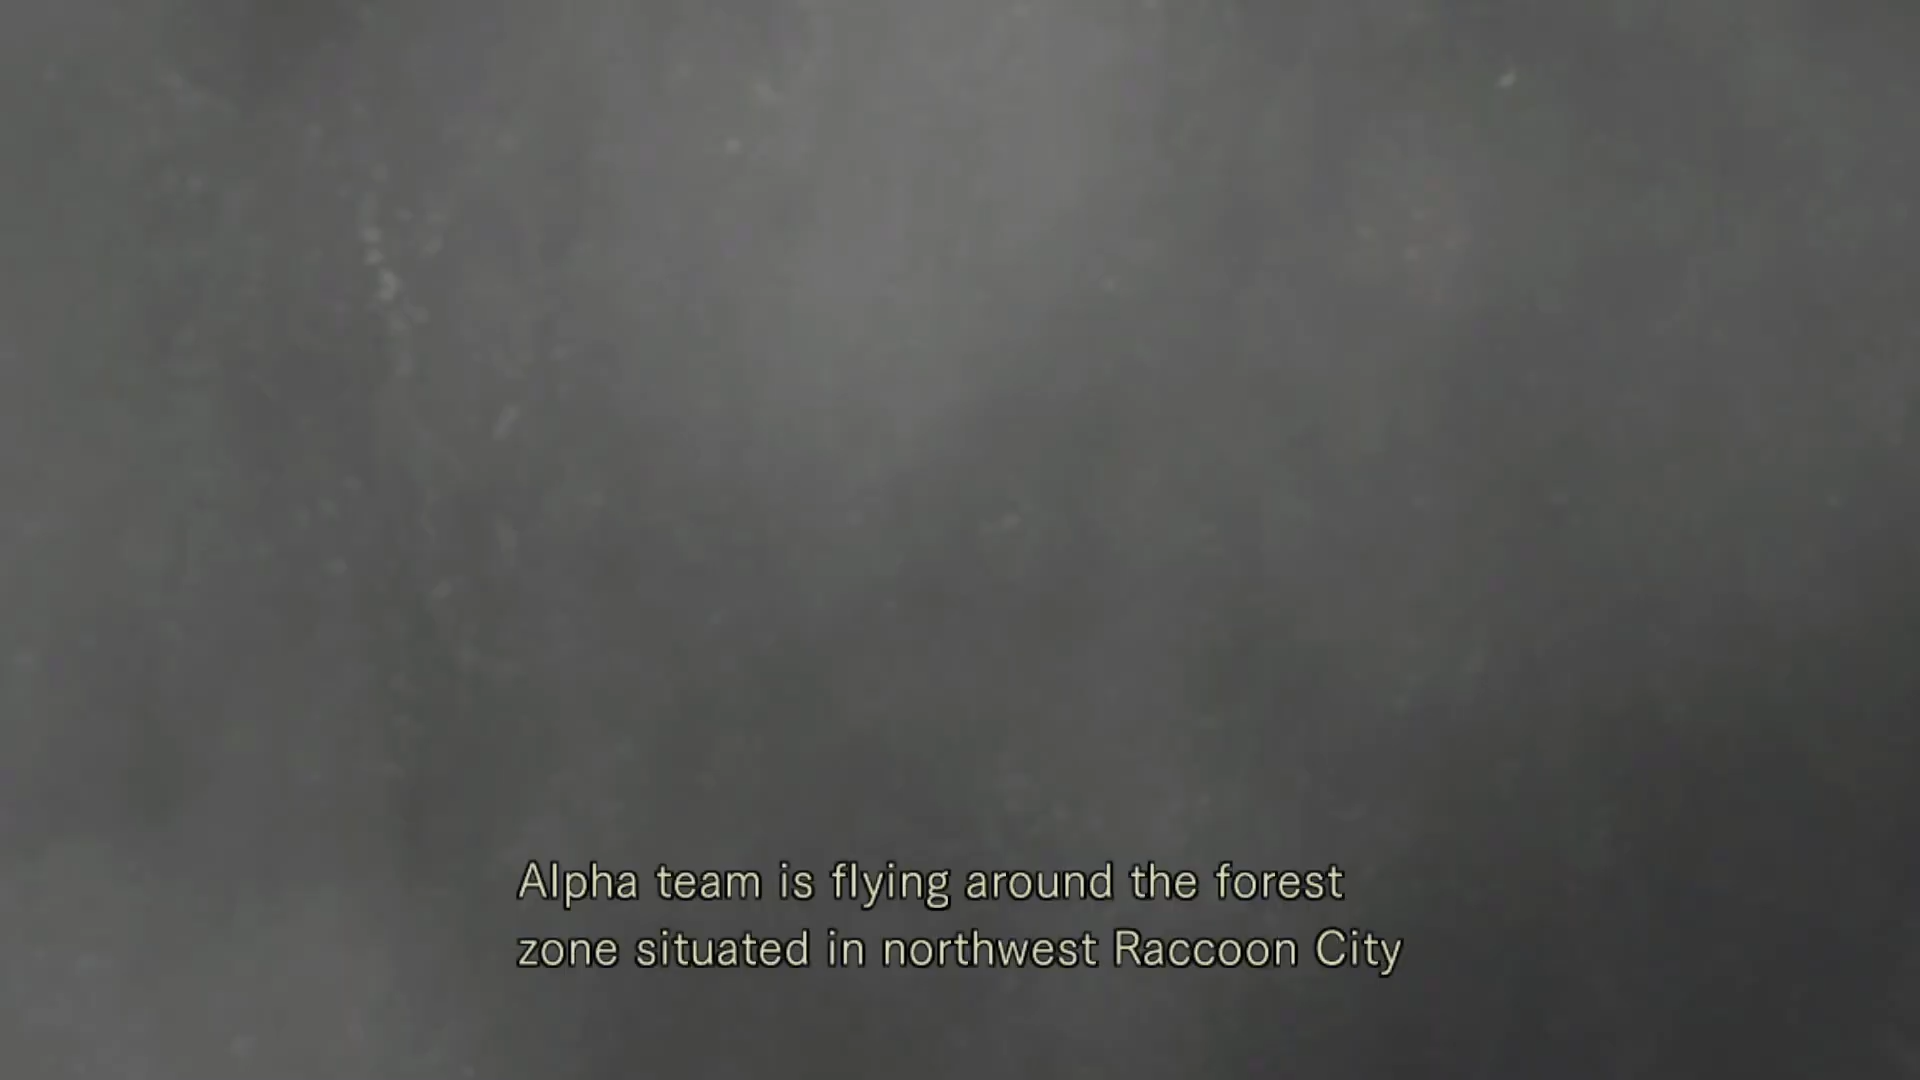 Alpha team is flying around the forest
zone situated in northwest Raccoon City